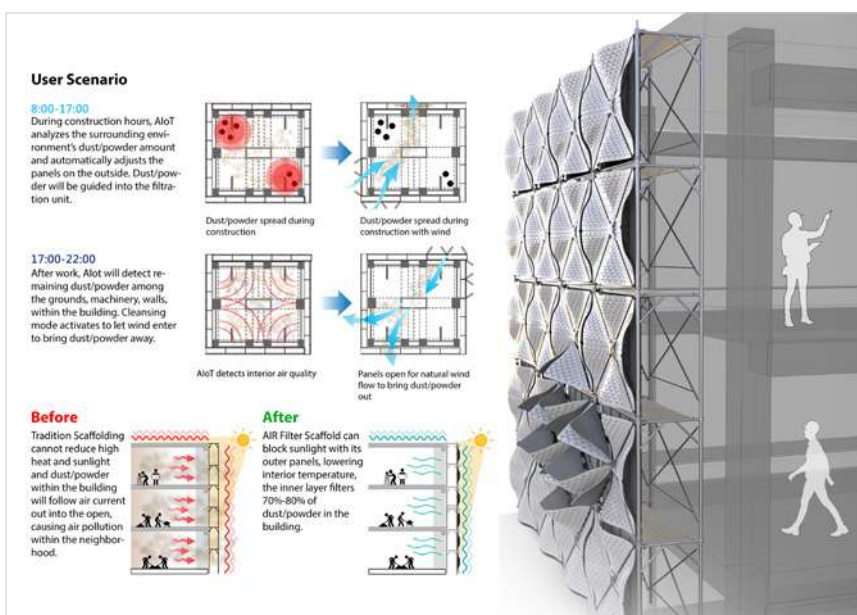 User Scenario
8:00-17:00
During construction hours, AIoT
analyzes the surrounding envi-
ronment's dust/powder amount
and automatically adjusts the
panels on the outside. Dust/pow-
der will be guided into the filtra-
tion unit.
Dust/powder spread during
construction
Dust/powder spread during
construction with wind
17:00-22:00
After work, AIot will detect re-
maining dust/powder among
the grounds, machinery, walls,
within the building. Cleansing
mode activates to let wind enter
to bring dust/powder away.
AIoT detects interior air quality
Panels open for natural wind
flow to bring dust/powder
out
Before
Tradition Scaffolding
cannot reduce high
heat and sunlight
and dust/powder
within the building
will follow air current
out into the open,
causing air pollution
within the neighbor-
hood.
After
AIR Filter Scaffold can
block sunlight with its
outer panels, lowering
interior temperature,
the inner layer filters
70%-80% of
dust/powder in the
building.